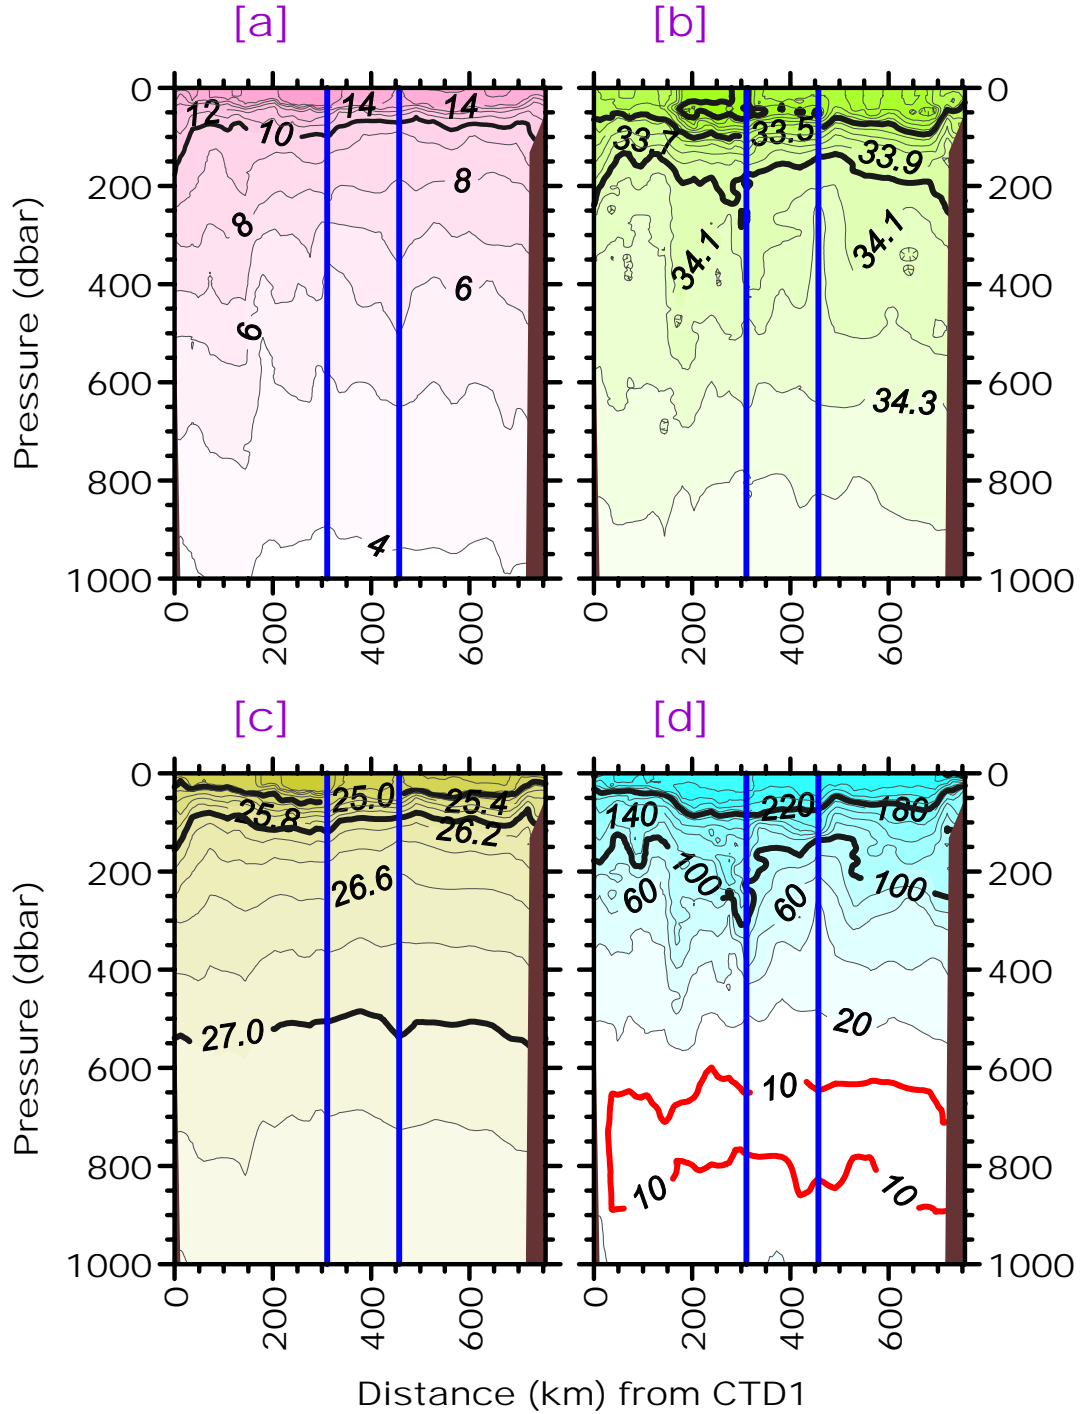 [a] [b]
0 0
12 14 14
10 33.7 33.5 33.9
200 8 200
8 34.1 34.1
400 6 400
6
600 34.3 600
800 800
4
1000 1000
0 200 400 600 0 200 400 600
Pressure (dbar)
[c] [d]
0 0
25.8 25.0 25.4 140 220 180
26.2
200 26.6 60 100 60 100 200
400 400
27.0 20
600 10 600
800 10 10 800
1000 1000
0 200 400 600 0 200 400 600
Pressure (dbar)
Distance (km) from CTD1